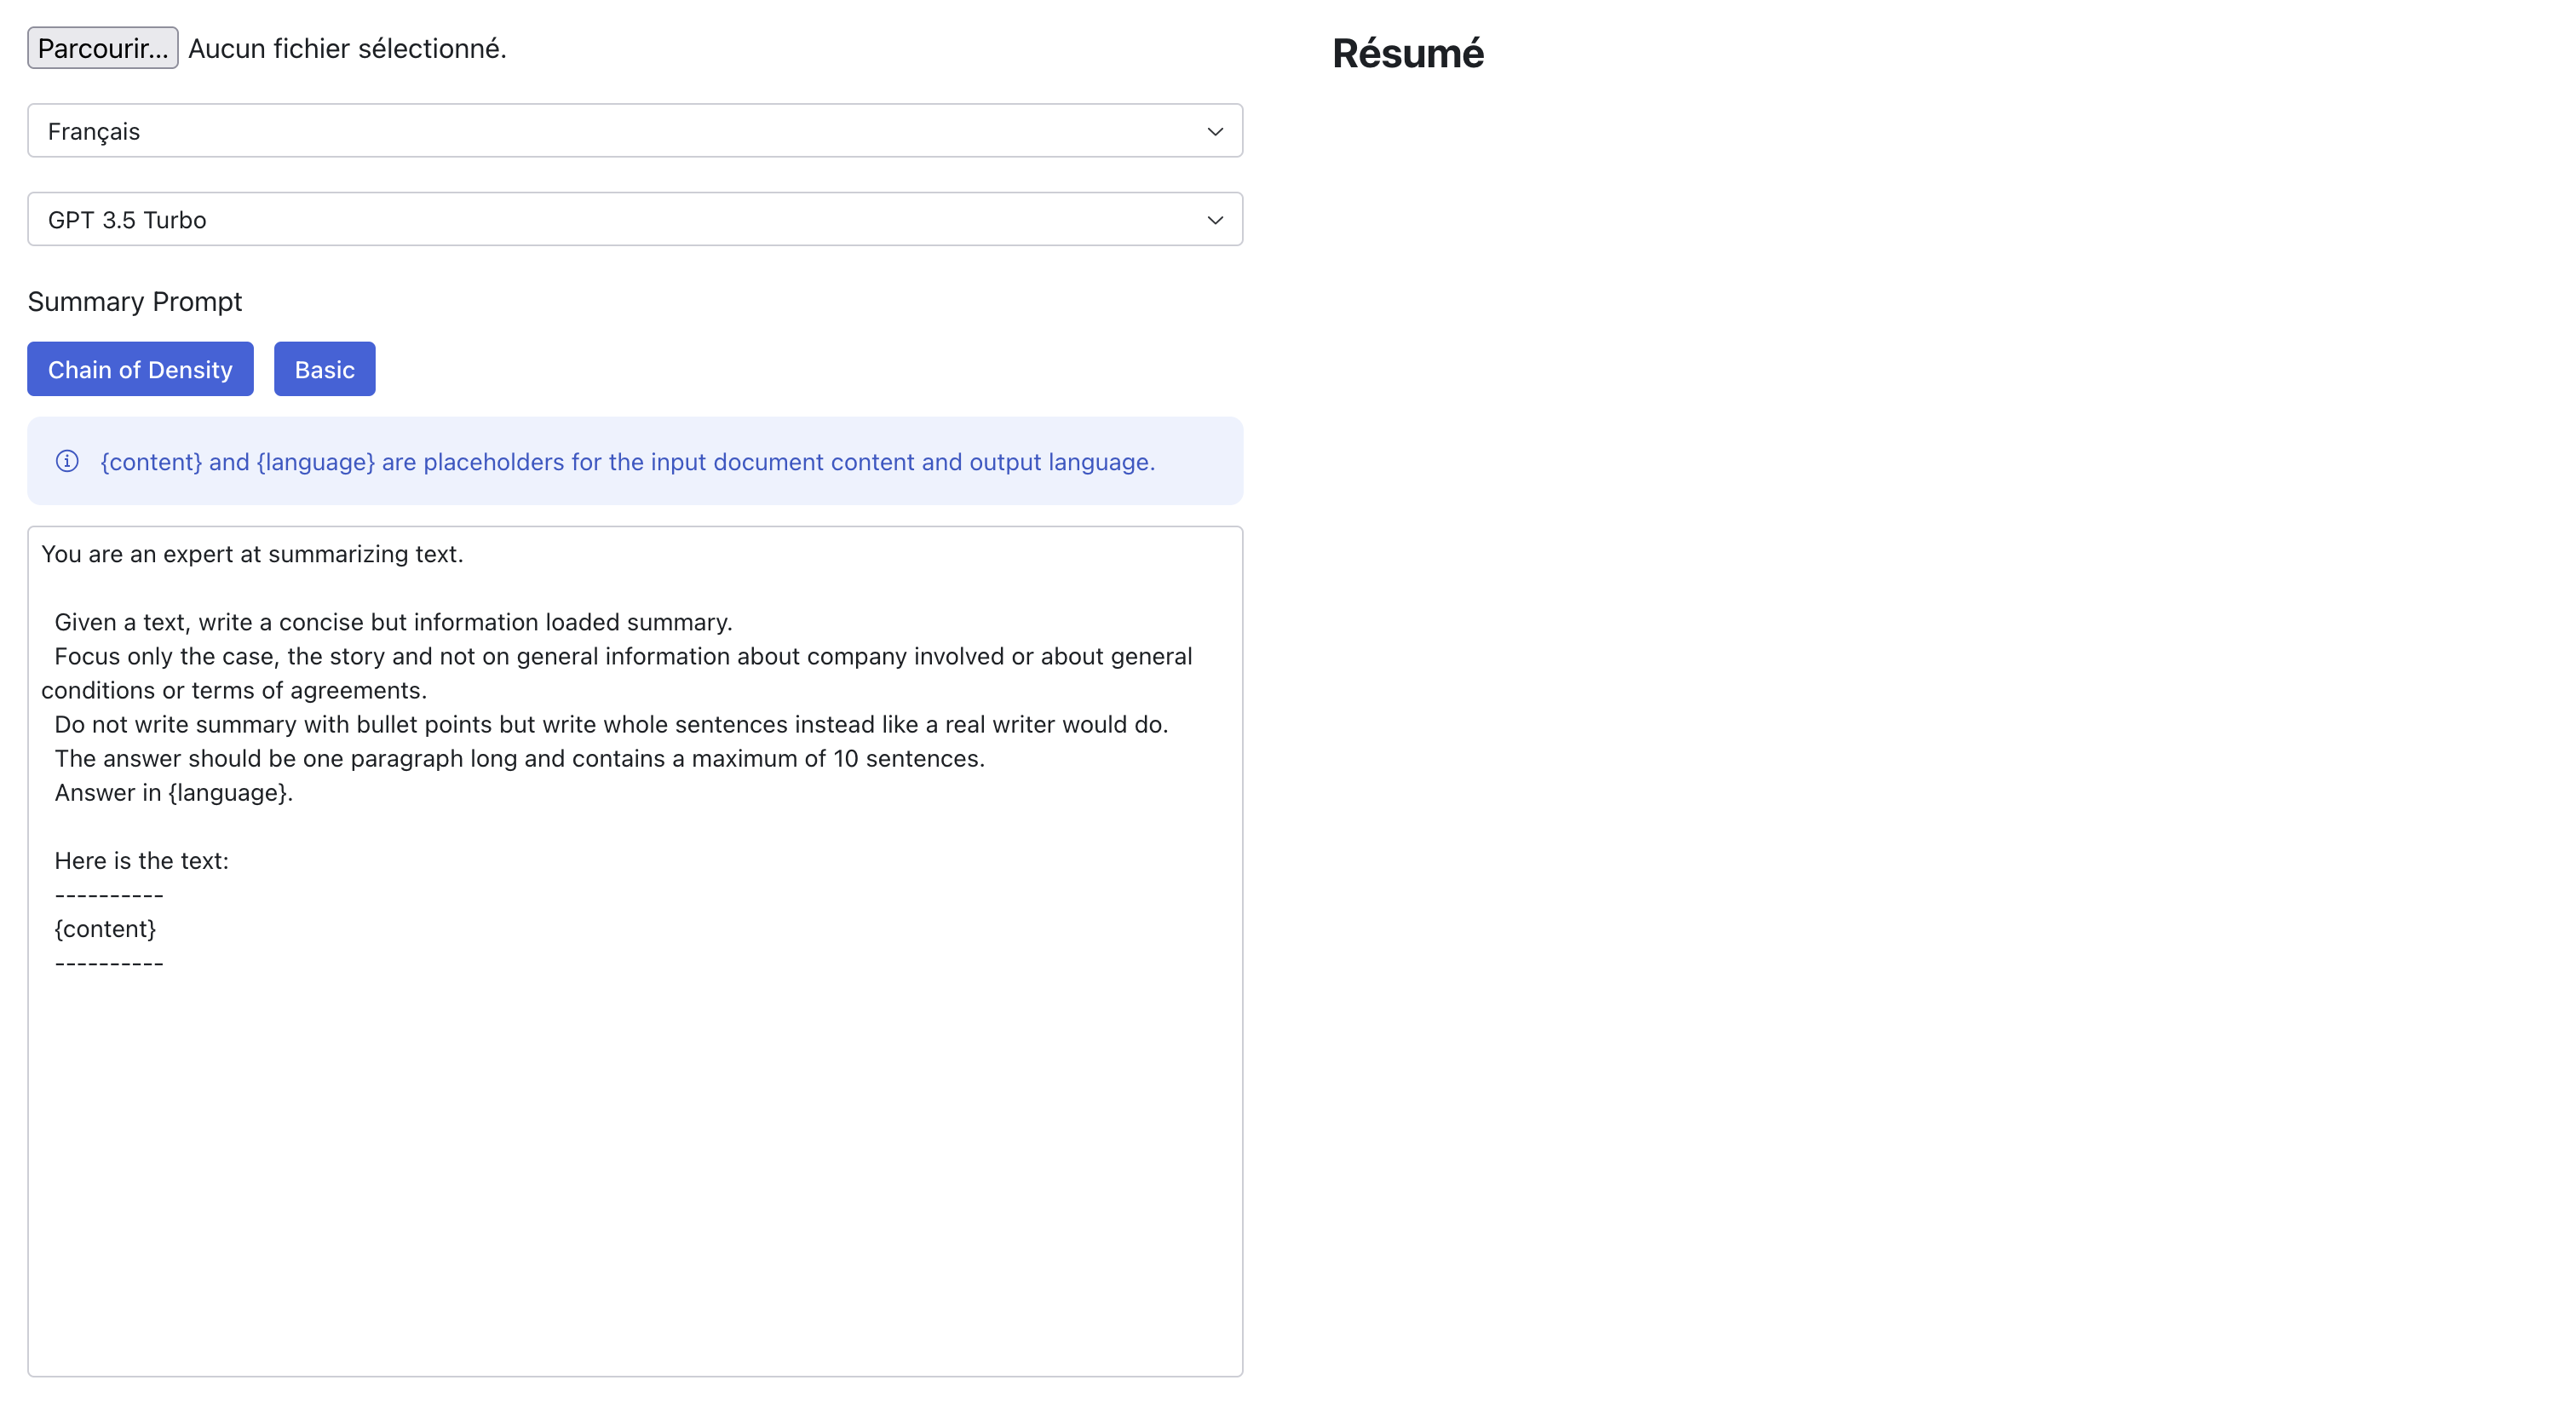 Parcourir... Aucun fichier sélectionné.
Français
GPT 3.5 Turbo
Summary Prompt
Chain of Density Basic
{content} and {language} are placeholders for the input document content and output language.
You are an expert at summarizing text.
Given a text, write a concise but information loaded summary.
Focus only the case, the story and not on general information about company involved or about general
conditions or terms of agreements.
Do not write summary with bullet points but write whole sentences instead like a real writer would do.
The answer should be one paragraph long and contains a maximum of 10 sentences.
Answer in {language}.
Here is the text:
----------
{content}
----------
Résumé